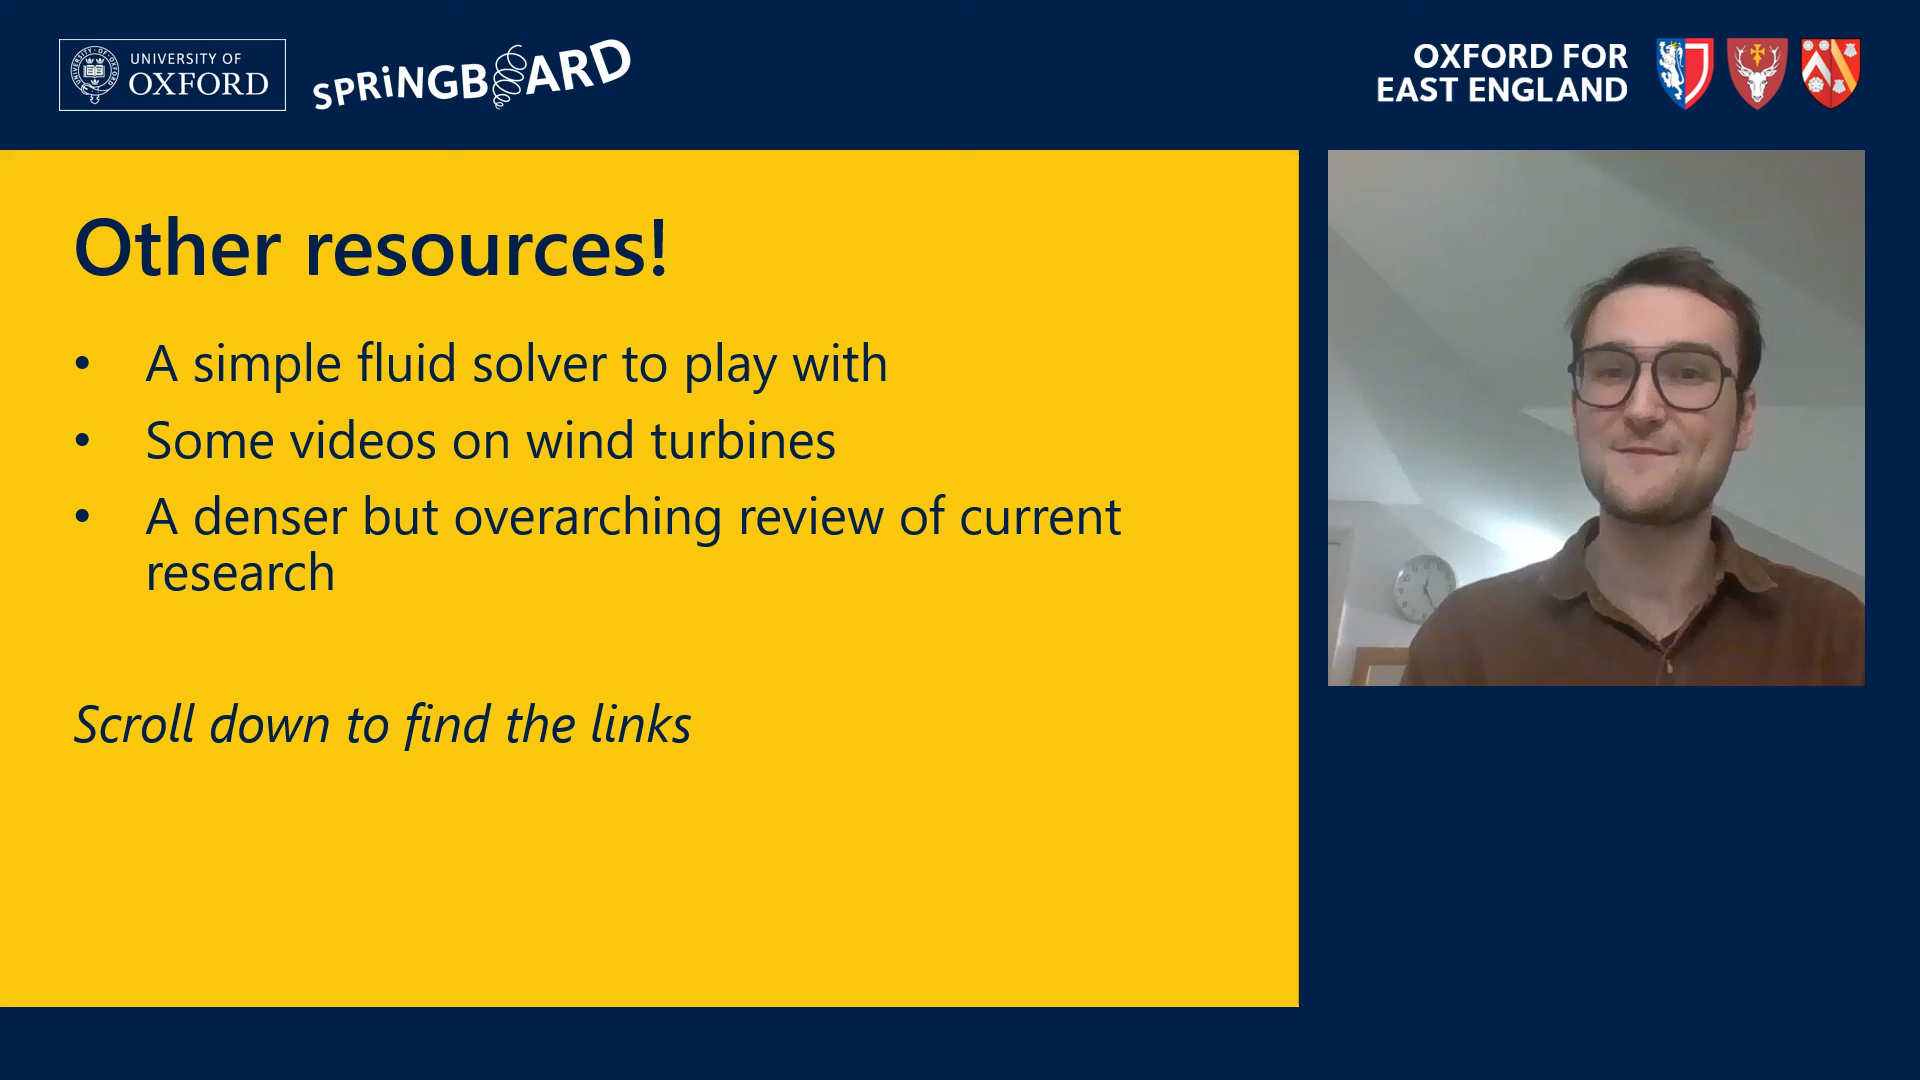 UNIVERSITY OF
OXFORD
SPRiNGBOARD
OXFORD FOR
EAST ENGLAND
Other resources!
• A simple fluid solver to play with
• Some videos on wind turbines
• A denser but overarching review of current
research
Scroll down to find the links